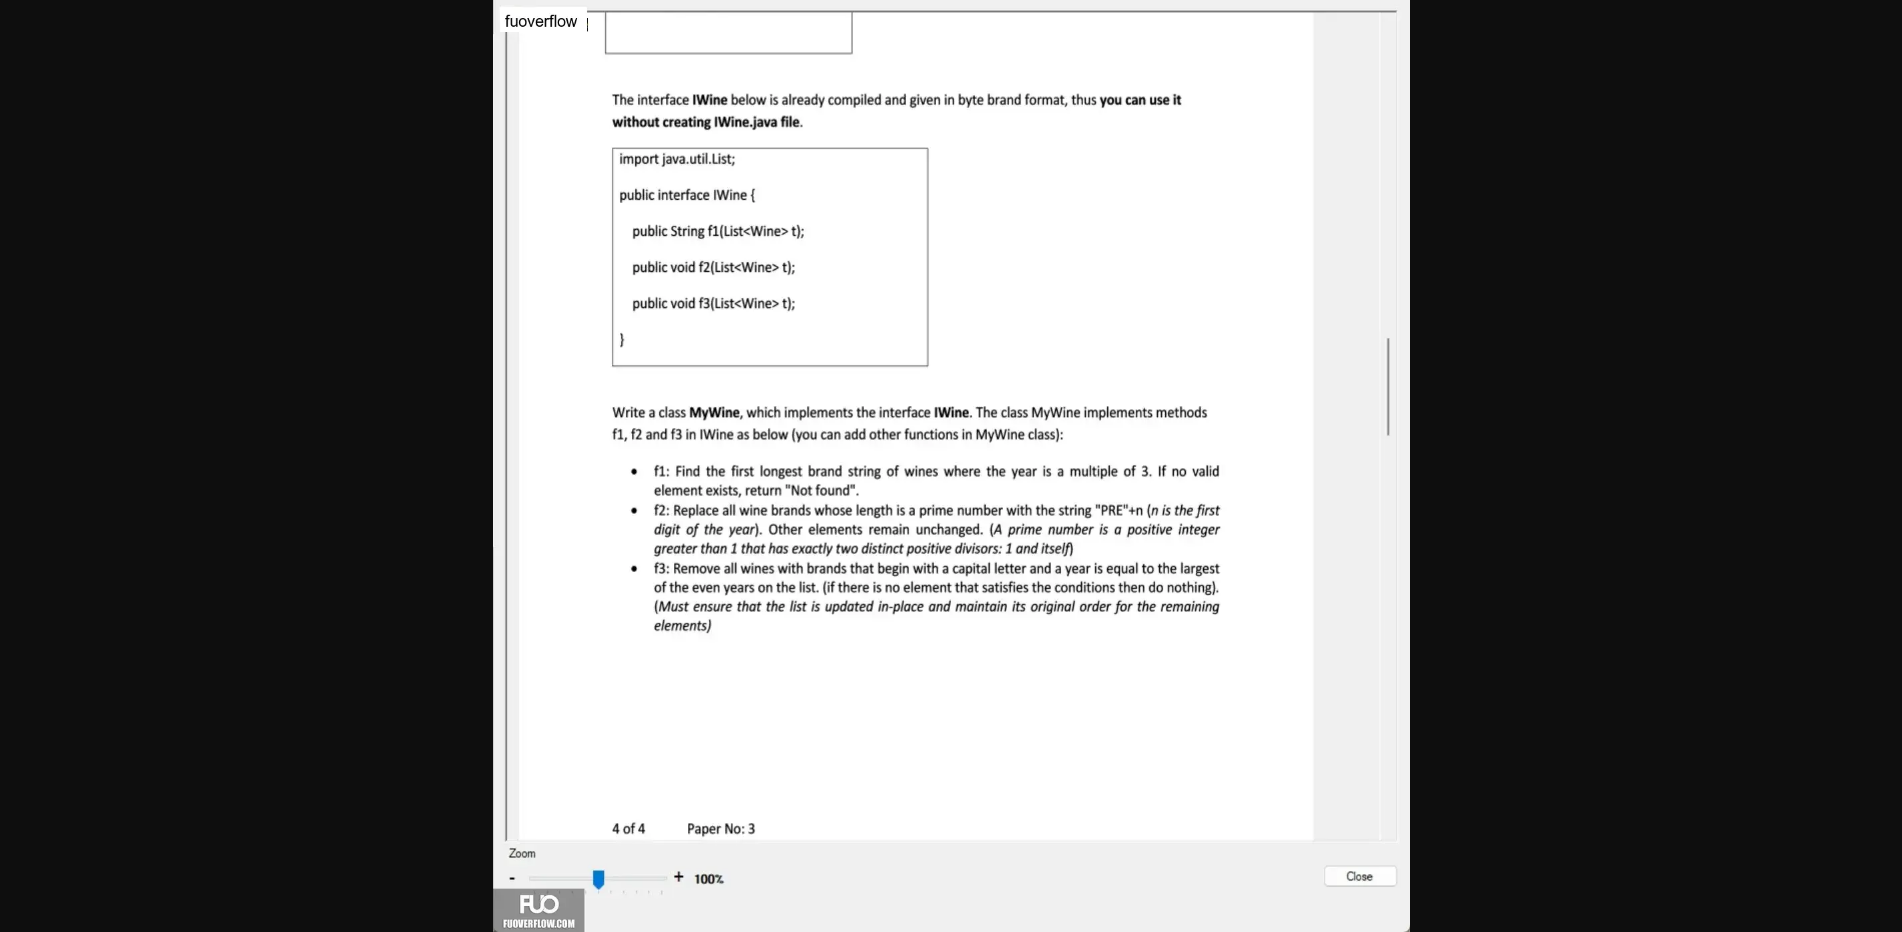 fuoverflow
The interface IWine below is already compiled and given in byte brand format, thus you can use it
without creating IWine.java file.
import java.util.List;
public interface IWine {
public String f1(List<Wine> t);
public void f2(List<Wine> t);
public void f3(List<Wine> t);
}
Write a class MyWine, which implements the interface IWine. The class MyWine implements methods
f1, f2 and f3 in IWine as below (you can add other functions in MyWine class):
• f1: Find the first longest brand string of wines where the year is a multiple of 3. If no valid
element exists, return "Not found".
• f2: Replace all wine brands whose length is a prime number with the string "PRE"+n (n is the first
digit of the year). Other elements remain unchanged. (A prime number is a positive integer
greater than 1 that has exactly two distinct positive divisors: 1 and itself)
• f3: Remove all wines with brands that begin with a capital letter and a year is equal to the largest
of the even years on the list. (if there is no element that satisfies the conditions then do nothing).
(Must ensure that the list is updated in-place and maintain its original order for the remaining
elements)
4 of 4 Paper No: 3
Zoom
- + 100%
Close
FUO
FUOVERFLOW.COM